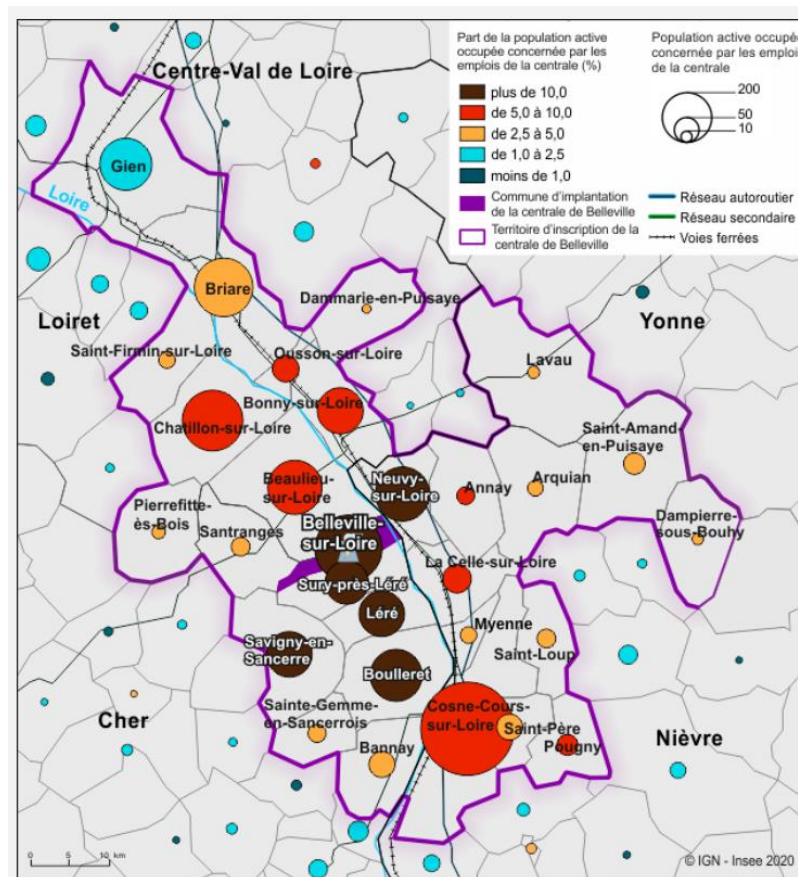 Part de la population active
occupée concernée par les
emplois de la centrale (%)
plus de 10,0
de 5,0 à 10,0
de 2,5 à 5,0
de 1,0 à 2,5
moins de 1,0
Commune d'implantation
de la centrale de Belleville
Territoire d'inscription de la
centrale de Belleville
Population active occupée
concernée par les emplois
de la centrale
200
50
10
Réseau autoroutier
Réseau secondaire
Voies ferrées
Centre-Val de Loire
Gien
Loire
Briare
Dammarie-en-Puisaye
Loiret
Yonne
Saint-Firmin-sur-Loire
Ousson-sur-Loire
Lavau
Bonny-sur-Loire
Chatillon-sur-Loire
Saint-Amand-
en-Puisaye
Beaulieu-
sur-Loire
Neuvy-
sur-Loire
Annay
Arquian
Pierrefitte-
ès-Bois
Santranges
Belleville-
sur-Loire
Dampierre-
sous-Bouhy
La Celle-sur-Loire
Sury-près-Léré
Léré
Myenne
Savigny-en-
Sancerre
Saint-Loup
Boulleret
Cher
Sainte-Gemme-
en-Sancerrois
Cosne-Cours-
sur-Loire
Saint-Père
Pougny
Nièvre
Bannay
0 5 10 km
© IGN - Insee 2020